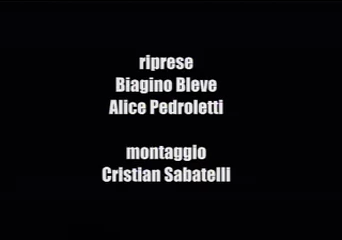 riprese
Biagino Bleve
Alice Pedroletti
montaggio
Cristian Sabatelli